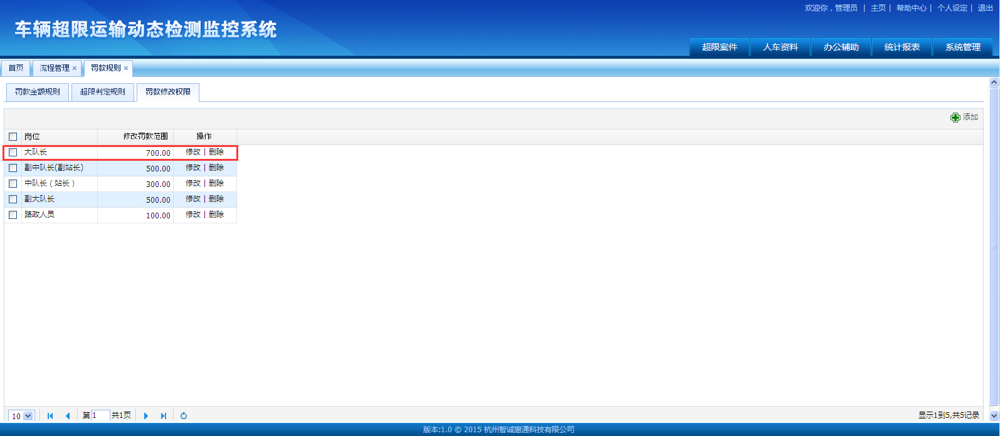 欢迎你，管理员 | 主页 | 帮助中心 | 个人设定 | 退出
车辆超限运输动态检测监控系统
超限案件 人车资料 办公辅助 统计报表 系统管理
首页 流程管理 × 罚款规则 ×
罚款金额规则 超限判定规则 罚款修改权限
添加
岗位 修改罚款范围 操作
大队长 700.00 修改 | 删除
副中队长(副站长) 500.00 修改 | 删除
中队长（站长） 300.00 修改 | 删除
副大队长 500.00 修改 | 删除
路政人员 100.00 修改 | 删除
10 第 1 共1页 显示1到5,共5记录
版本:1.0 © 2015 杭州智诚惠通科技有限公司